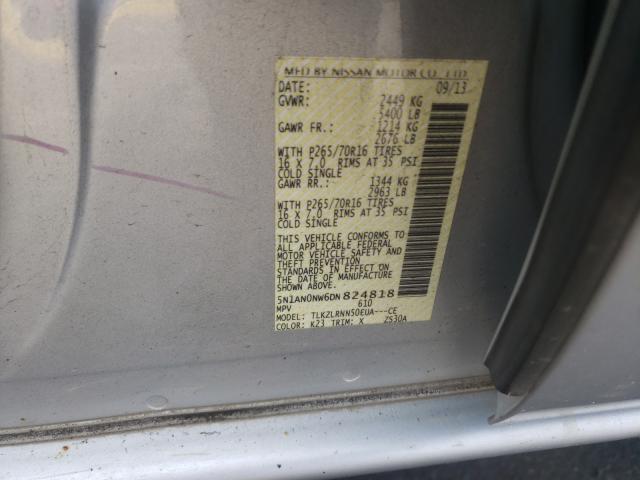 MFD BY NISSAN MOTOR CO., LTD.
DATE: 09/13
GVWR: 2449 KG
5400 LB
GAWR FR.: 1214 KG
2676 LB
WITH P265/70R16 TIRES
16 X 7.0 RIMS AT 35 PSI
COLD SINGLE
GAWR RR.: 1344 KG
2963 LB
WITH P265/70R16 TIRES
16 X 7.0 RIMS AT 35 PSI
COLD SINGLE
THIS VEHICLE CONFORMS TO
ALL APPLICABLE FEDERAL
MOTOR VEHICLE SAFETY AND THEFT PREVENTION
STANDARDS IN EFFECT ON
THE DATE OF MANUFACTURE
SHOWN ABOVE.
5N1AN0NW6DN824818
MPV 610
MODEL: TLKZLRNN50EUA---CE
COLOR: K23 TRIM: X ZS30A